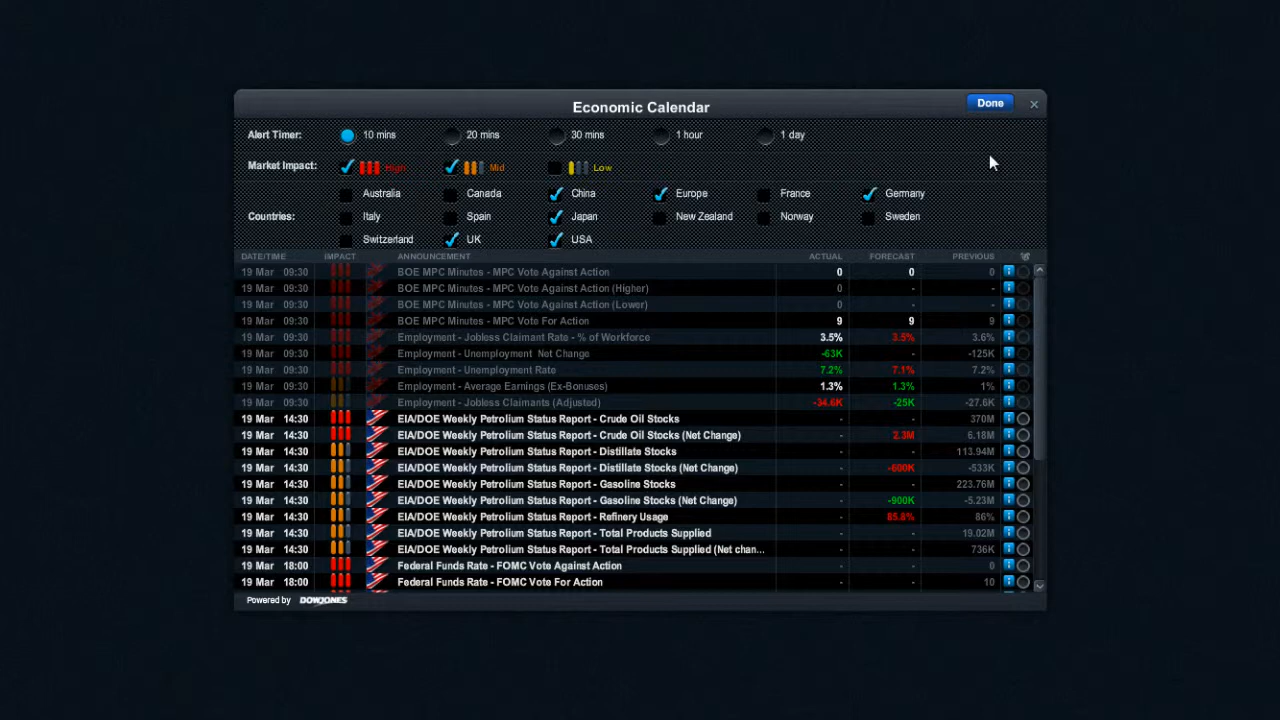 Economic Calendar
Done
Alert Timer: 10 mins 20 mins 30 mins 1 hour 1 day
Market Impact: High Mid Low
Australia Canada China Europe France Germany
Countries: Italy Spain Japan New Zealand Norway Sweden
Switzerland UK USA
DATE/TIME IMPACT ANNOUNCEMENT ACTUAL FORECAST PREVIOUS
19 Mar 09:30 BOE MPC Minutes - MPC Vote Against Action 0 0 0
19 Mar 09:30 BOE MPC Minutes - MPC Vote Against Action (Higher) 0 - -
19 Mar 09:30 BOE MPC Minutes - MPC Vote Against Action (Lower) 0 - -
19 Mar 09:30 BOE MPC Minutes - MPC Vote For Action 9 9 9
19 Mar 09:30 Employment - Jobless Claimant Rate - % of Workforce 3.5% 3.5% 3.6%
19 Mar 09:30 Employment - Unemployment Net Change -63K - -125K
19 Mar 09:30 Employment - Unemployment Rate 7.2% 7.1% 7.2%
19 Mar 09:30 Employment - Average Earnings (Ex-Bonuses) 1.3% 1.3% 1%
19 Mar 09:30 Employment - Jobless Claimants (Adjusted) -34.6K -25K -27.6K
19 Mar 14:30 EIA/DOE Weekly Petrolium Status Report - Crude Oil Stocks - - 370M
19 Mar 14:30 EIA/DOE Weekly Petrolium Status Report - Crude Oil Stocks (Net Change) - 2.3M 6.18M
19 Mar 14:30 EIA/DOE Weekly Petrolium Status Report - Distillate Stocks - - 113.94M
19 Mar 14:30 EIA/DOE Weekly Petrolium Status Report - Distillate Stocks (Net Change) - -600K -533K
19 Mar 14:30 EIA/DOE Weekly Petrolium Status Report - Gasoline Stocks - - 223.76M
19 Mar 14:30 EIA/DOE Weekly Petrolium Status Report - Gasoline Stocks (Net Change) - -900K -5.23M
19 Mar 14:30 EIA/DOE Weekly Petrolium Status Report - Refinery Usage - 85.8% 86%
19 Mar 14:30 EIA/DOE Weekly Petrolium Status Report - Total Products Supplied - - 19.02M
19 Mar 14:30 EIA/DOE Weekly Petrolium Status Report - Total Products Supplied (Net chan... - - 736K
19 Mar 18:00 Federal Funds Rate - FOMC Vote Against Action - - 0
19 Mar 18:00 Federal Funds Rate - FOMC Vote For Action - - 10
Powered by DOWJONES